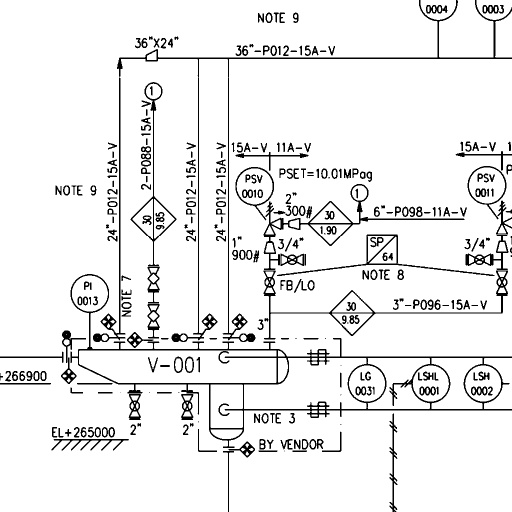 0004
0003
NOTE 9
36"X24"
36"-P012-15A-V
1
24"-P012-15A-V
2-P088-15A-V
24"-P012-15A-V
24"-P012-15A-V
15A-V 11A-V
15A-V
NOTE 9
PSV
0010
PSET=10.01MPag
PSV
0011
2"
300#
1
30
9.85
30
1.90
6"-P098-11A-V
1"
900#
3/4"
SP
64
3/4"
NOTE 8
PI
0013
NOTE 7
FB/LO
3"-P096-15A-V
30
9.85
3"
V-001
+266900
LG
0031
LSHL
0001
LSH
0002
NOTE 3
EL+265000
2"
2"
BY VENDOR